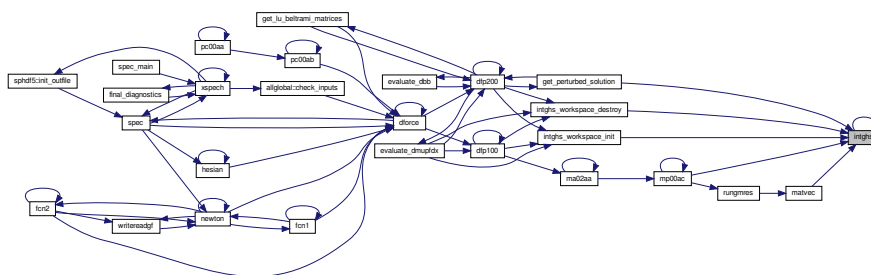 get_lu_beltrami_matrices
pc00aa
pc00ab
spec_main
sphdf5::init_outfile
evaluate_dbb
dfp200
get_perturbed_solution
final_diagnostics
xspech
allglobal::check_inputs
intghs_workspace_destroy
spec
dforce
intghs_workspace_init
intghs
evaluate_dmupfdx
dfp100
hesian
ma02aa
mp00ac
rungmres
matvec
fcn2
newton
writereadgf
fcn1